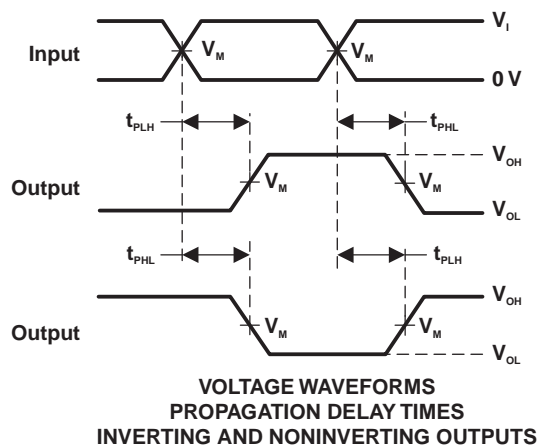 V_I
Input
V_M
V_M
0 V
t_PLH
t_PHL
V_OH
Output
V_M
V_M
V_OL
t_PHL
t_PLH
V_OH
Output
V_M
V_M
V_OL
VOLTAGE WAVEFORMS
PROPAGATION DELAY TIMES
INVERTING AND NONINVERTING OUTPUTS